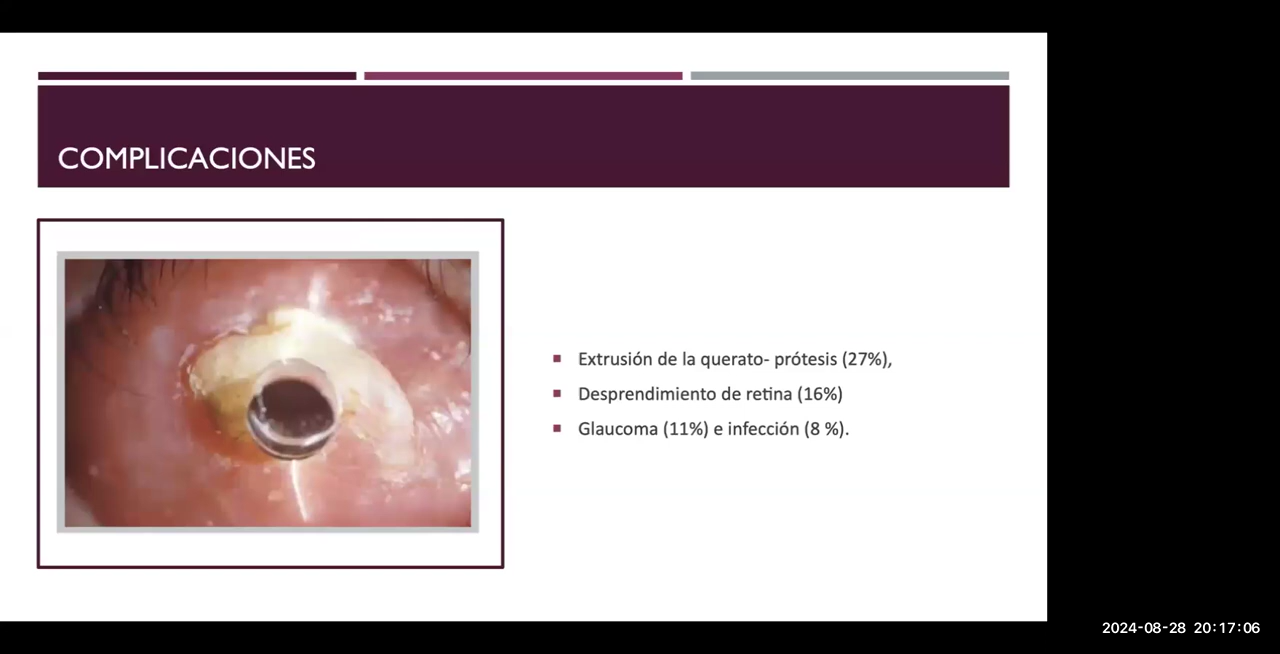 COMPLICACIONES
Extrusión de la querato- prótesis (27%),
Desprendimiento de retina (16%)
Glaucoma (11%) e infección (8 %).
2024-08-28 20:17:06